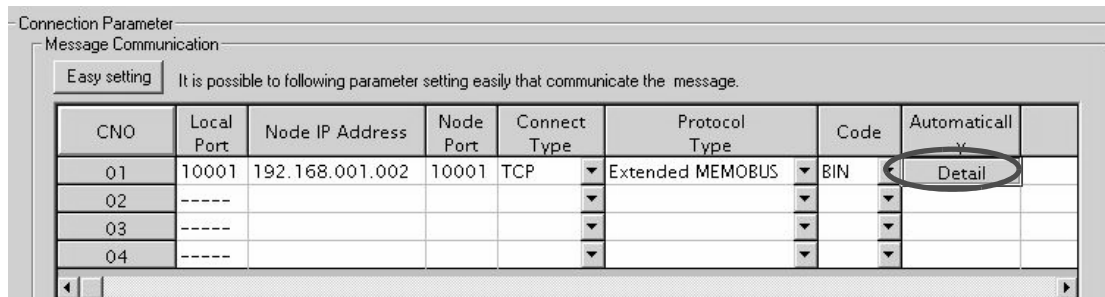 Connection Parameter
Message Communication
Easy setting It is possible to following parameter setting easily that communicate the message.
CNO Local Port Node IP Address Node Port Connect Type Protocol Type Code Automaticall y
01 10001 192.168.001.002 10001 TCP Extended MEMOBUS BIN Detail
02 -----
03 -----
04 -----